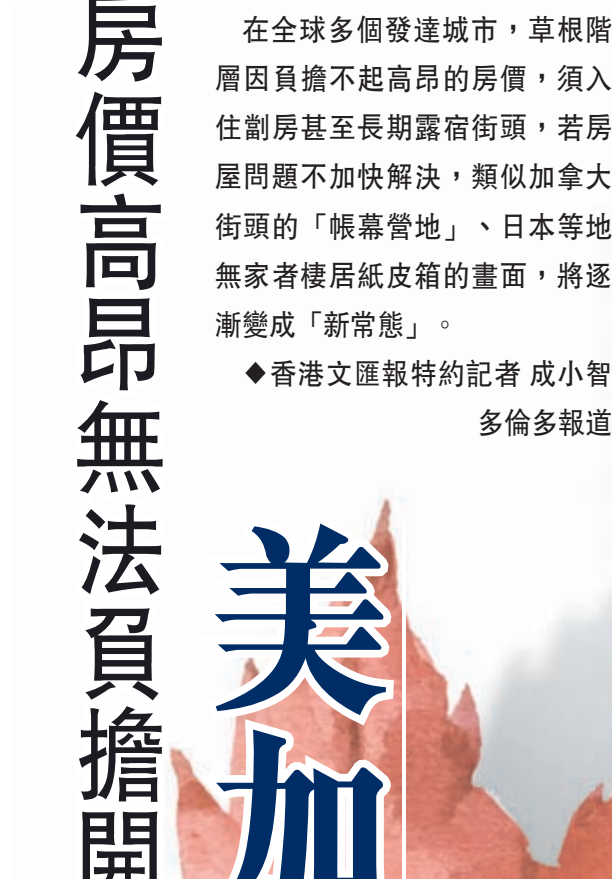 房價高昂無法負擔開
在全球多個發達城市，草根階
層因負擔不起高昂的房價，須入
住劏房甚至長期露宿街頭，若房
屋問題不加快解決，類似加拿大
街頭的「帳幕營地」、日本等地
無家者棲居紙皮箱的畫面，將逐
漸變成「新常態」。
◆香港文匯報特約記者 成小智
多倫多報道
美加